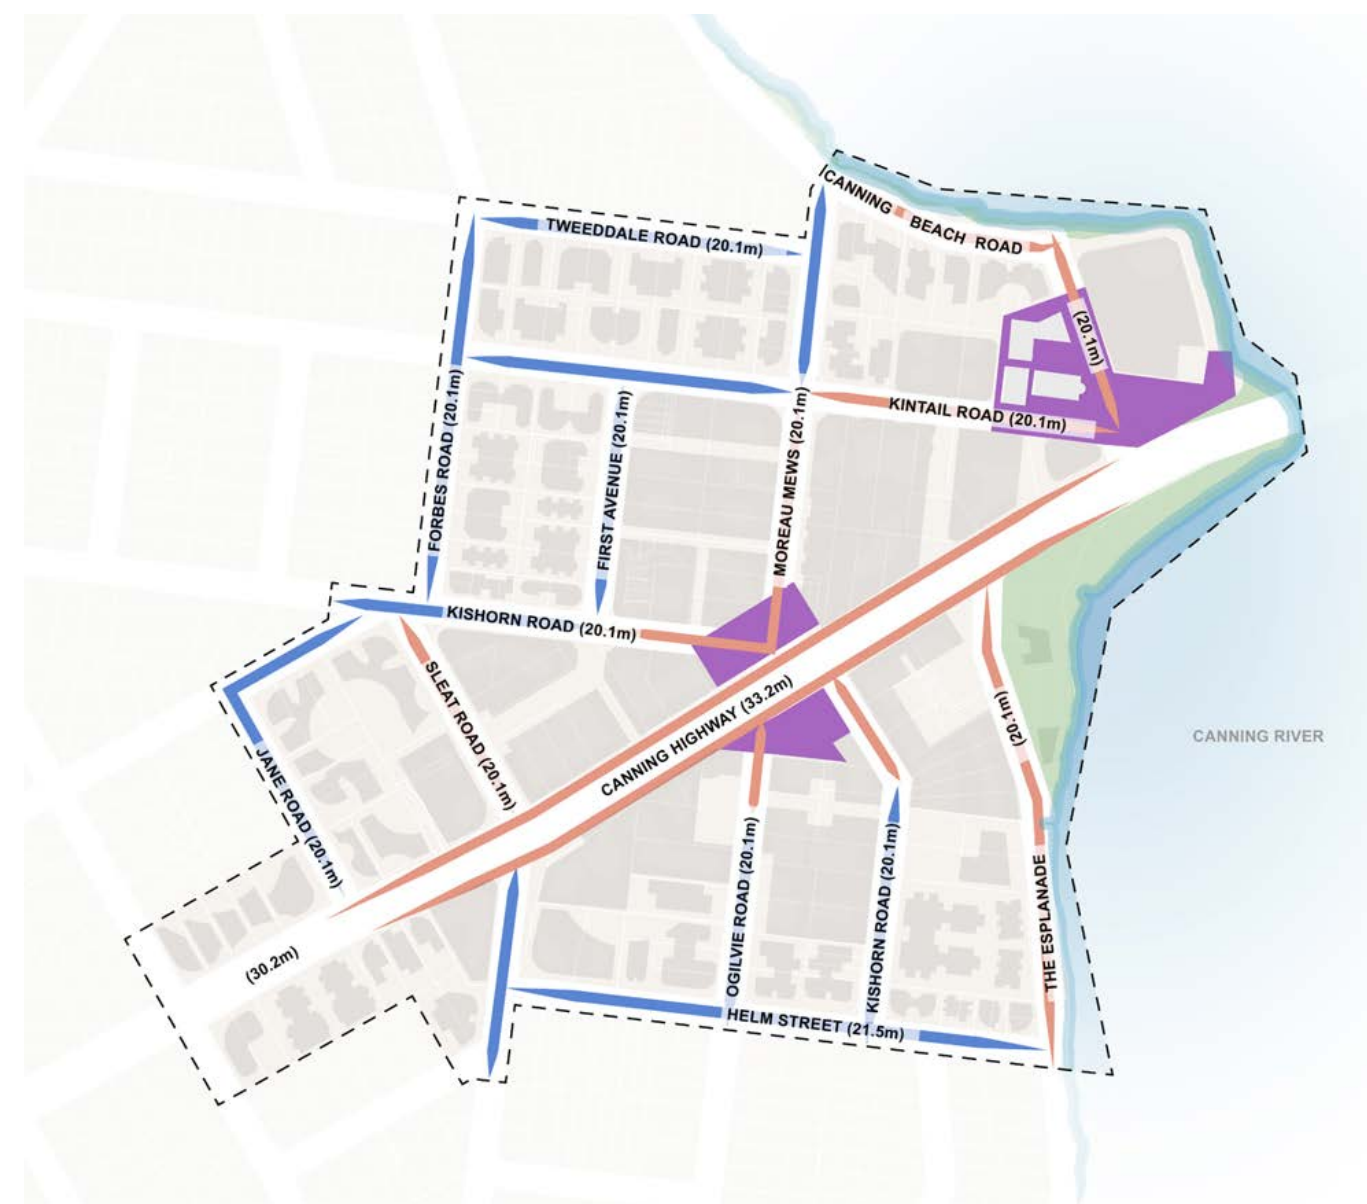 CANNING BEACH ROAD
TWEEDDALE ROAD (20.1m)
(20.1m)
FORBES ROAD (20.1m)
FIRST AVENUE (20.1m)
MOREAU MEWS (20.1m)
KINTAIL ROAD (20.1m)
KISHORN ROAD (20.1m)
SLEAT ROAD (20.1m)
CANNING HIGHWAY (33.2m)
(20.1m)
CANNING RIVER
JANE ROAD (20.1m)
OGILVIE ROAD (20.1m)
KISHORN ROAD (20.1m)
THE ESPLANADE
(30.2m)
HELM STREET (21.5m)